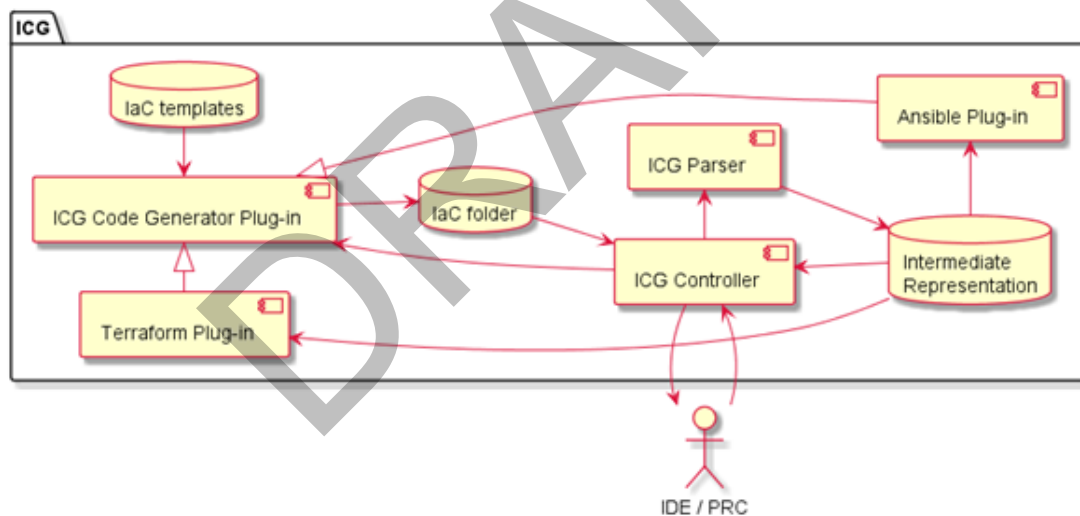 ICG
IaC templates
Ansible Plug-in
ICG Parser
ICG Code Generator Plug-in
IaC folder
ICG Controller
Intermediate
Representation
Terraform Plug-in
IDE / PRC